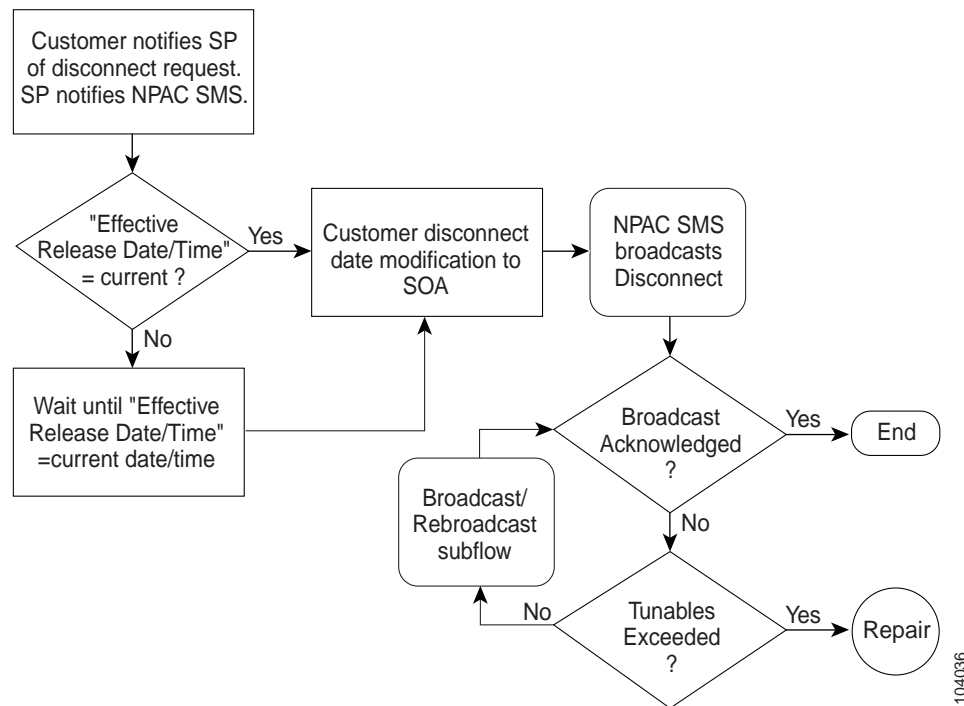 Customer notifies SP
of disconnect request.
SP notifies NPAC SMS.
"Effective
Release Date/Time"
= current ?
Yes
No
Wait until "Effective
Release Date/Time"
=current date/time
Customer disconnect
date modification to
SOA
NPAC SMS
broadcasts
Disconnect
Broadcast
Acknowledged
?
Yes
End
No
Broadcast/
Rebroadcast
subflow
Tunables
Exceeded
?
No
Yes
Repair
104036